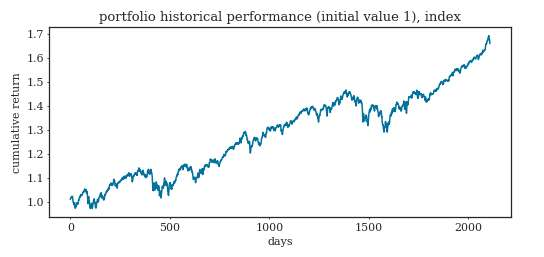 portfolio historical performance (initial value 1), index
cumulative return
1.7
1.6
1.5
1.4
1.3
1.2
1.1
1.0
0 500 1000 1500 2000
days